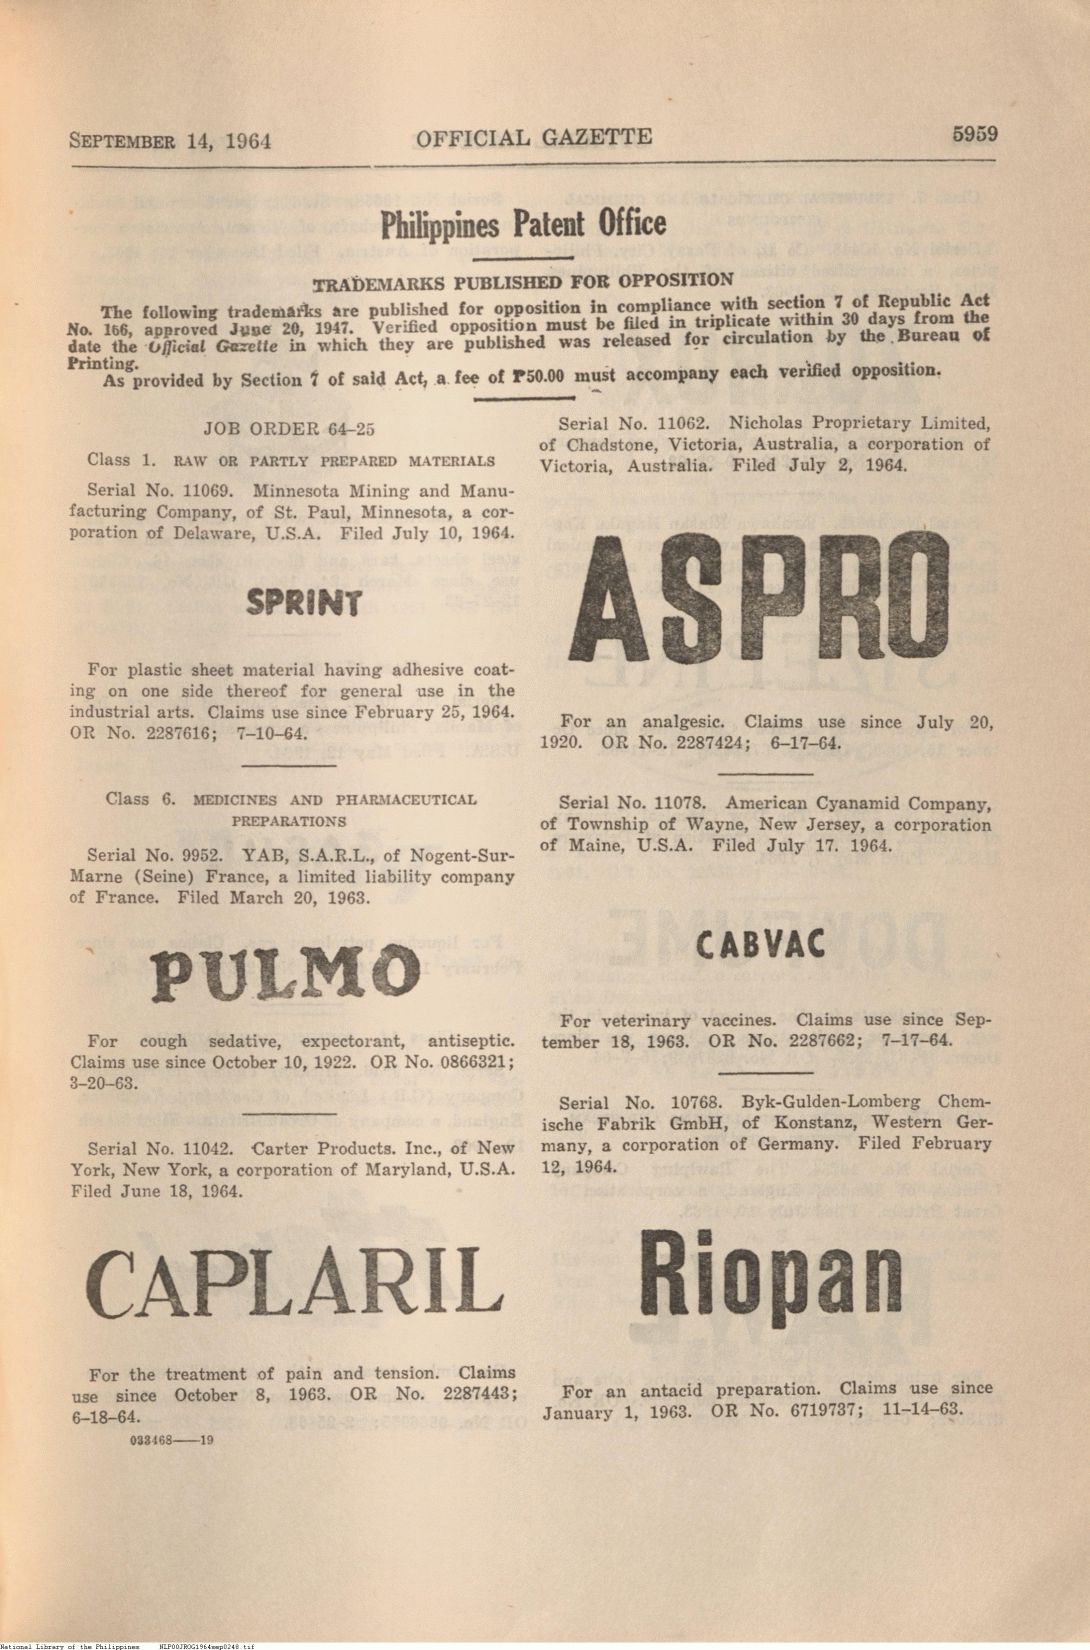 SEPTEMBER 14, 1964 OFFICIAL GAZETTE 5959
Philippines Patent Office
TRADEMARKS PUBLISHED FOR OPPOSITION
The following trademarks are published for opposition in compliance with section 7 of Republic Act
No. 166, approved June 20, 1947. Verified opposition must be filed in triplicate within 30 days from the
date the Official Gazette in which they are published was released for circulation by the Bureau of
Printing.
As provided by Section 7 of said Act, a fee of ₱50.00 must accompany each verified opposition.
JOB ORDER 64–25
Class 1. RAW OR PARTLY PREPARED MATERIALS
Serial No. 11069. Minnesota Mining and Manu-
facturing Company, of St. Paul, Minnesota, a cor-
poration of Delaware, U.S.A. Filed July 10, 1964.
SPRINT
For plastic sheet material having adhesive coat-
ing on one side thereof for general use in the
industrial arts. Claims use since February 25, 1964.
OR No. 2287616; 7–10–64.
Class 6. MEDICINES AND PHARMACEUTICAL
PREPARATIONS
Serial No. 9952. YAB, S.A.R.L., of Nogent-Sur-
Marne (Seine) France, a limited liability company
of France. Filed March 20, 1963.
PULMO
For cough sedative, expectorant, antiseptic.
Claims use since October 10, 1922. OR No. 0866321;
3–20–63.
Serial No. 11042. Carter Products. Inc., of New
York, New York, a corporation of Maryland, U.S.A.
Filed June 18, 1964.
CAPLARIL
For the treatment of pain and tension. Claims
use since October 8, 1963. OR No. 2287443;
6–18–64.
033468——19
Serial No. 11062. Nicholas Proprietary Limited,
of Chadstone, Victoria, Australia, a corporation of
Victoria, Australia. Filed July 2, 1964.
ASPRO
For an analgesic. Claims use since July 20,
1920. OR No. 2287424; 6–17–64.
Serial No. 11078. American Cyanamid Company,
of Township of Wayne, New Jersey, a corporation
of Maine, U.S.A. Filed July 17. 1964.
CABVAC
For veterinary vaccines. Claims use since Sep-
tember 18, 1963. OR No. 2287662; 7–17–64.
Serial No. 10768. Byk-Gulden-Lomberg Chem-
ische Fabrik GmbH, of Konstanz, Western Ger-
many, a corporation of Germany. Filed February
12, 1964.
Riopan
For an antacid preparation. Claims use since
January 1, 1963. OR No. 6719737; 11–14–63.
National Library of the Philippines NLP00JROG1964sep0248.tif